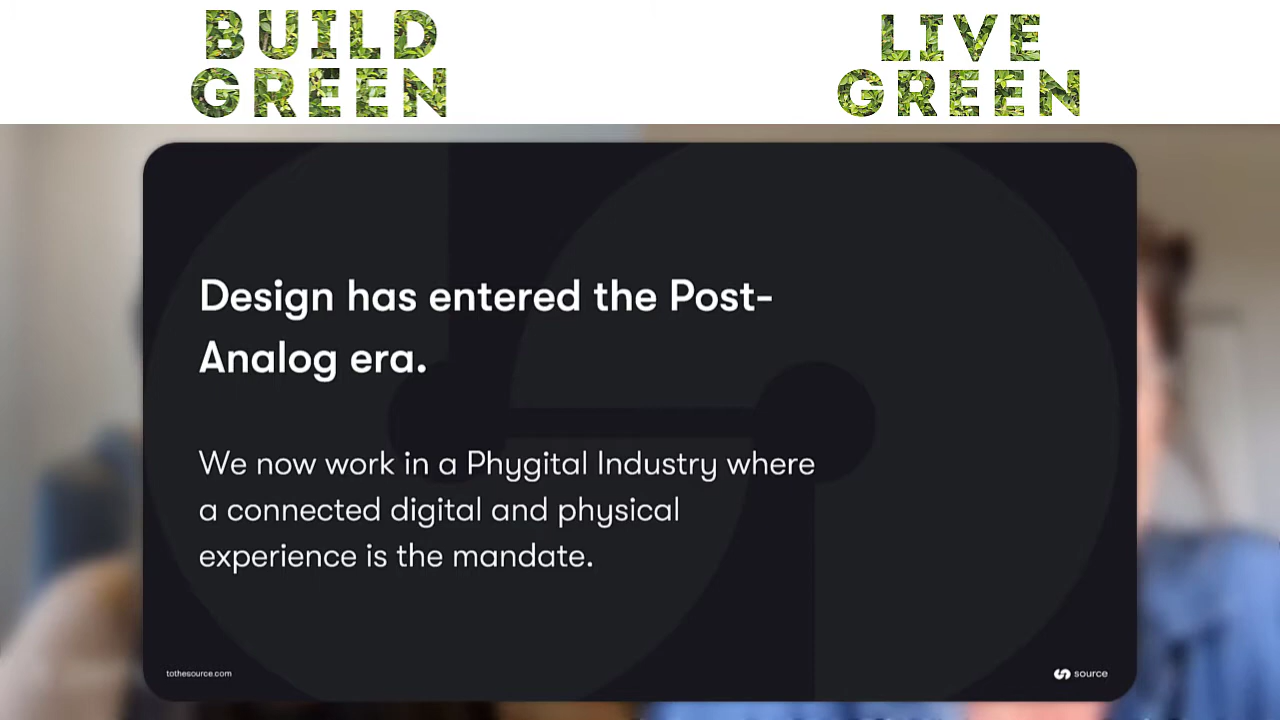 BUILD
GREEN
LIVE
GREEN
Design has entered the Post-
Analog era.
We now work in a Phygital Industry where
a connected digital and physical
experience is the mandate.
tothesource.com
source